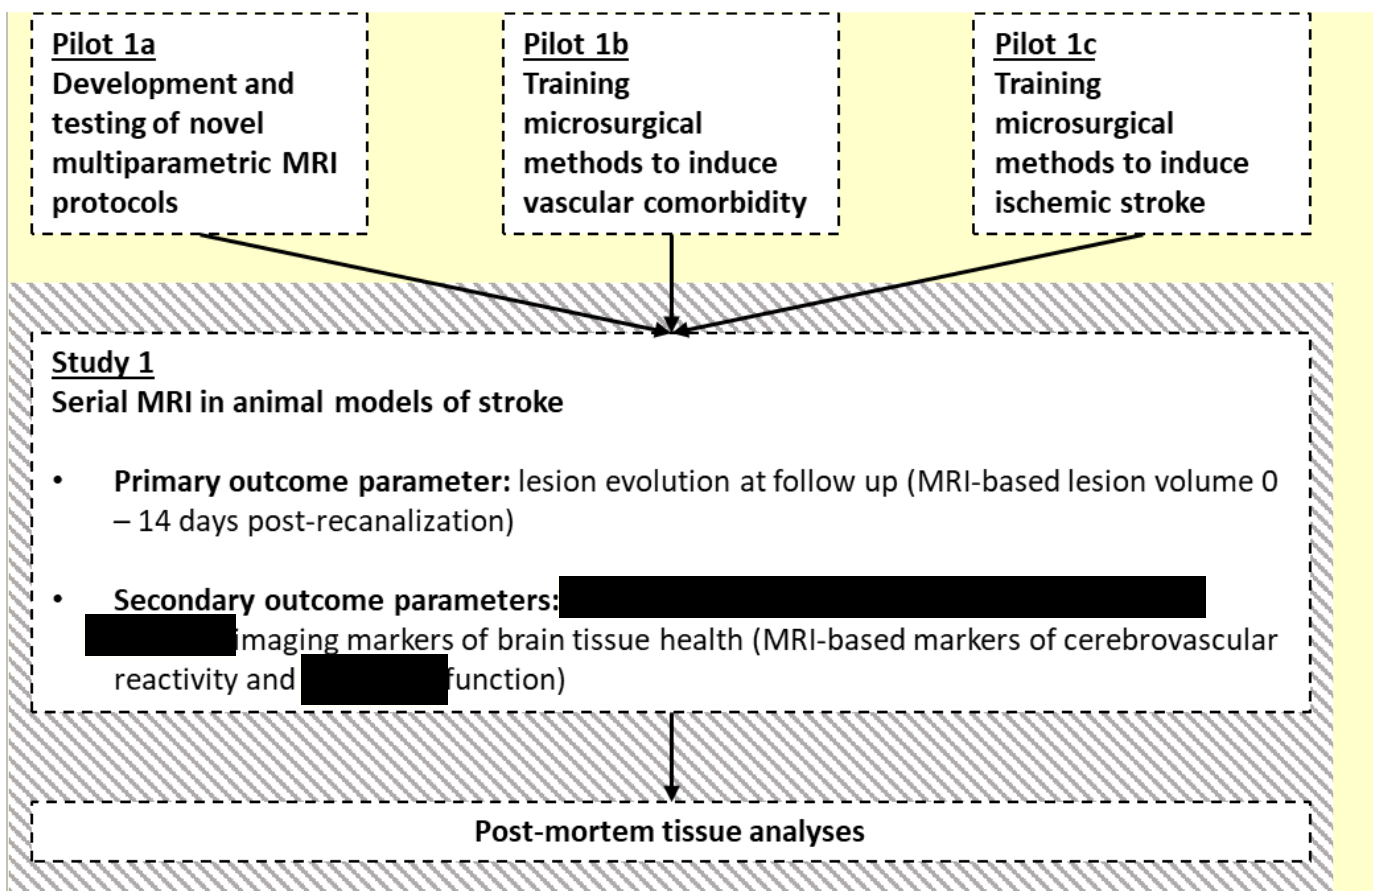 Pilot 1a
Development and
testing of novel
multiparametric MRI
protocols
Pilot 1b
Training
microsurgical
methods to induce
vascular comorbidity
Pilot 1c
Training
microsurgical
methods to induce
ischemic stroke
Study 1
Serial MRI in animal models of stroke
• Primary outcome parameter: lesion evolution at follow up (MRI-based lesion volume 0
– 14 days post-recanalization)
• Secondary outcome parameters:
imaging markers of brain tissue health (MRI-based markers of cerebrovascular
reactivity and function)
Post-mortem tissue analyses